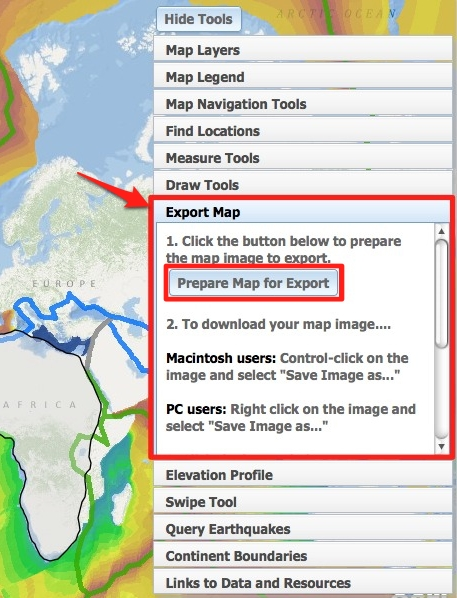 Hide Tools
ARCTIC OCEAN
Map Layers
Map Legend
Map Navigation Tools
Find Locations
Measure Tools
Draw Tools
Export Map
1. Click the button below to prepare
the map image to export.
Prepare Map for Export
2. To download your map image....
Macintosh users: Control-click on the
image and select "Save Image as..."
PC users: Right click on the image and
select "Save Image as..."
EUROPE
AFRICA
Elevation Profile
Swipe Tool
Query Earthquakes
Continent Boundaries
Links to Data and Resources